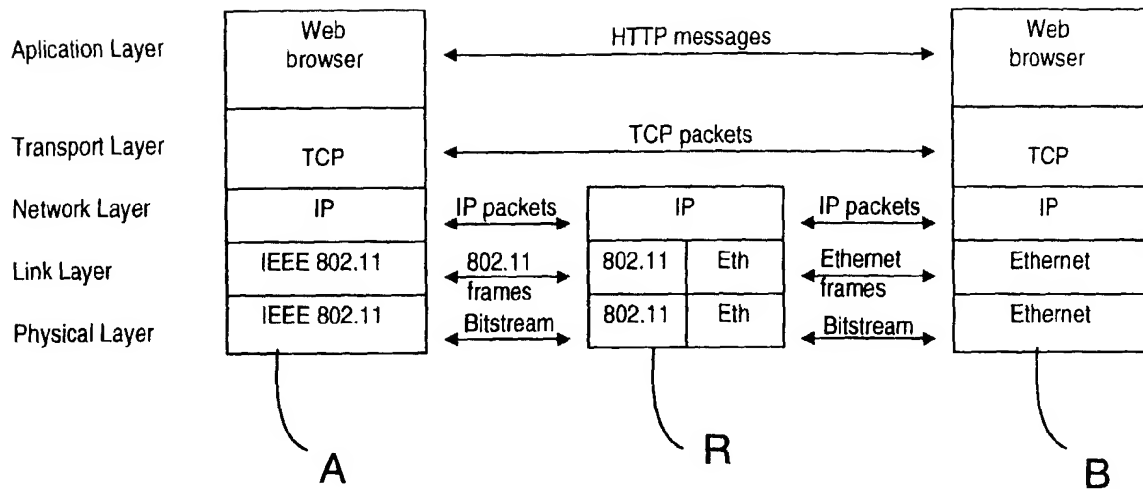 Aplication Layer
Web
browser
HTTP messages
Web
browser
Transport Layer
TCP
TCP packets
TCP
Network Layer
IP
IP packets
IP
IP packets
IP
Link Layer
IEEE 802.11
802.11
frames
802.11
Eth
Ethernet
frames
Ethernet
Physical Layer
IEEE 802.11
Bitstream
802.11
Eth
Bitstream
Ethernet
A
R
B